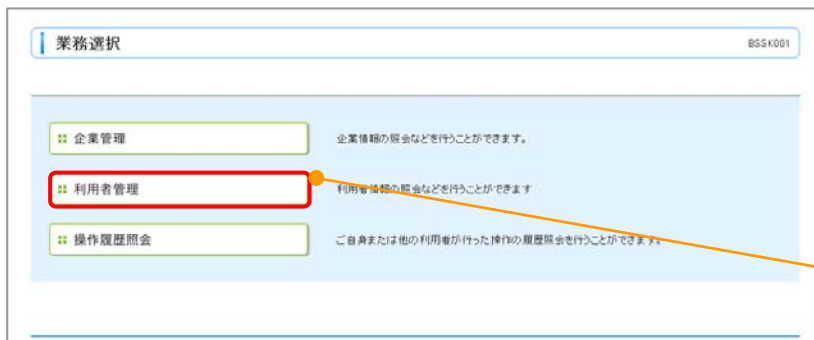 業務選択
BSSK001
企業管理
企業情報の照会などを行うことができます。
利用者管理
利用者情報の照会などを行うことができます
操作履歴照会
ご自身または他の利用者が行った操作の履歴照会を行うことができます。